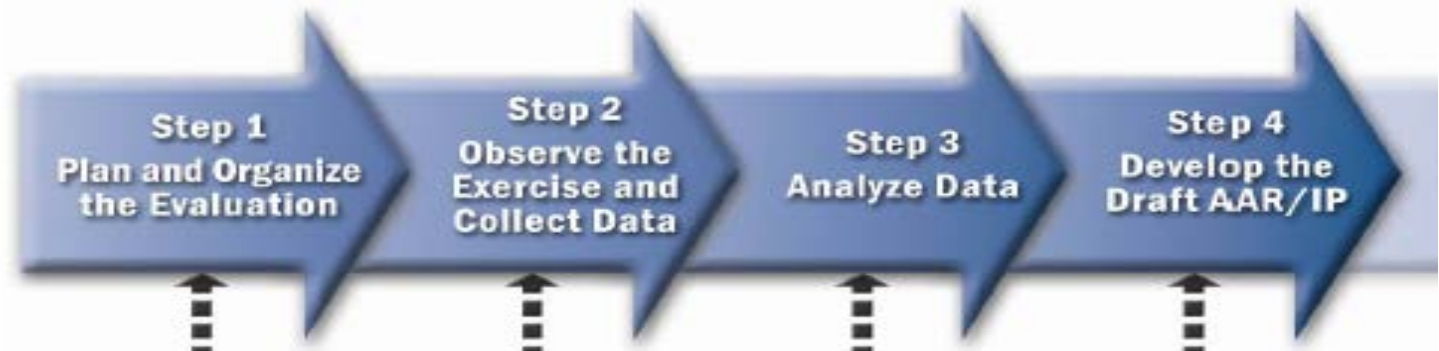 Step 1
Plan and Organize
the Evaluation
Step 2
Observe the
Exercise and
Collect Data
Step 3
Analyze Data
Step 4
Develop the
Draft AAR/IP